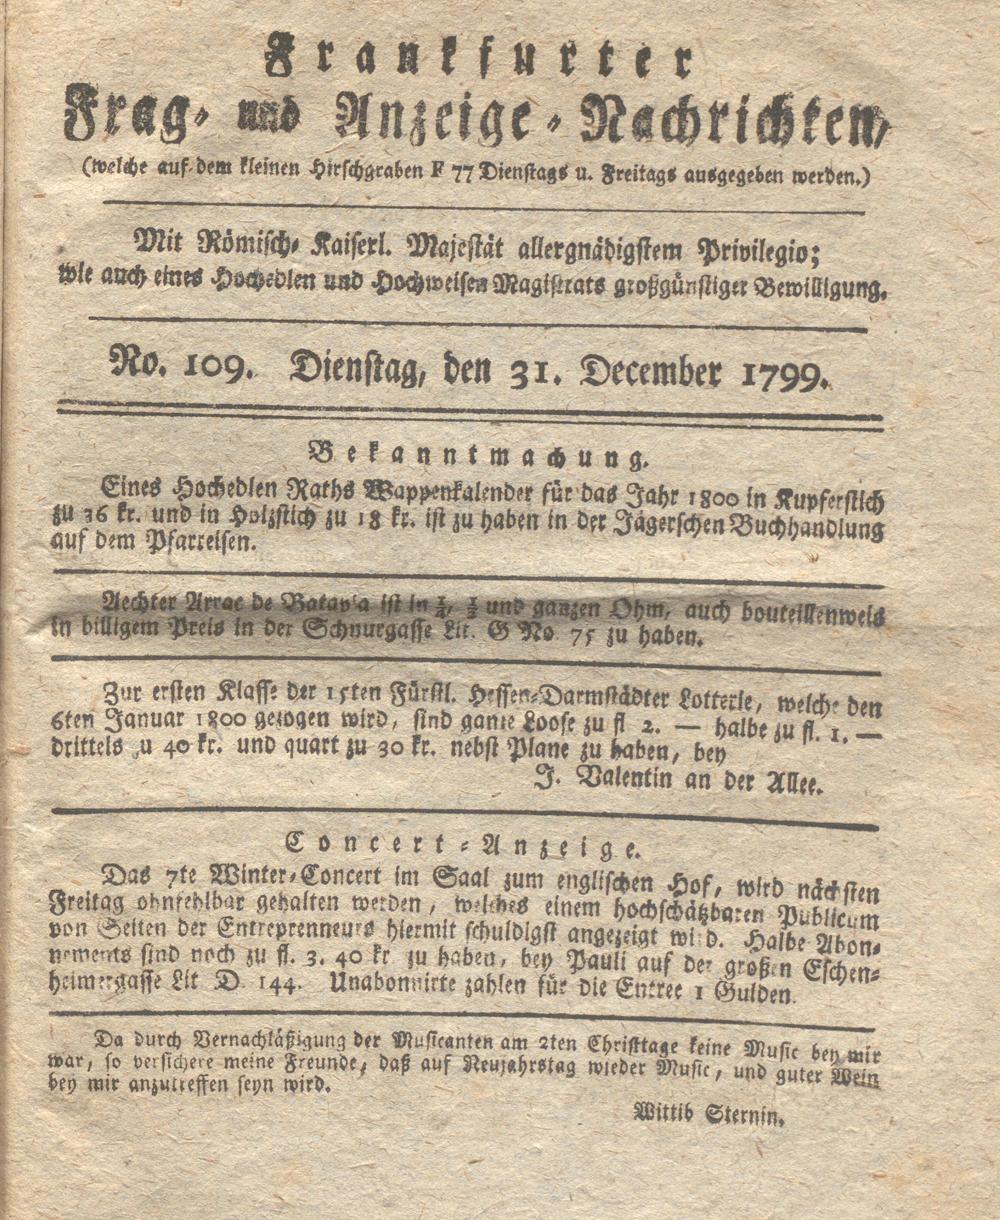 Frankfurter
Frag- und Anzeige-Nachrichten,
(welche auf dem kleinen Hirschgraben F 77 Dienstags u. Freitags ausgegeben werden.)
Mit Römisch- Kaiserl. Majestät allergnädigstem Privilegio;
wie auch eines Hochedlen und Hochweisen Magistrats großgünstiger Bewilligung.
No. 109. Dienstag, den 31. December 1799.
Bekanntmachung.
Eines Hochedlen Raths Wappenkalender für das Jahr 1800 in Kupferstich
zu 36 kr. und in Holzstich zu 18 kr. ist zu haben in der Jägerschen Buchhandlung
auf dem Pfarreisen.
Aechter Arrac de Batavia ist in ¼, ½ und ganzen Ohm, auch bouteillenweis
in billigem Preis in der Schnurgasse Lit. G No. 75 zu haben.
Zur ersten Klasse der 15ten Fürstl. Hessen-Darmstädter Lotterie, welche den
6ten Januar 1800 gezogen wird, sind ganze Loose zu fl 2. — halbe zu fl. 1. —
drittels zu 40 kr. und quart zu 30 kr. nebst Plane zu haben, bey
J. Valentin an der Allee.
Concert-Anzeige.
Das 7te Winter-Concert im Saal zum englischen Hof, wird nächsten
Freitag ohnfehlbar gehalten werden, welches einem hochschätzbaren Publicum
von Seiten der Entreprenneurs hiermit schuldigst angezeigt wird. Halbe Abon-
nements sind noch zu fl. 3. 40 kr zu haben, bey Pauli auf der großen Eschen-
heimergasse Lit D. 144. Unabonnirte zahlen für die Entree 1 Gulden.
Da durch Vernachläßigung der Musicanten am 2ten Christtage keine Music bey mir
war, so versichere meine Freunde, daß auf Neujahrstag wieder Music, und guter Wein
bey mir anzutreffen seyn wird.
Wittib Sternin.